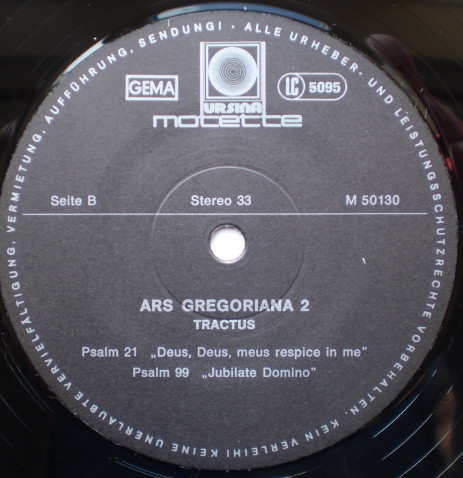 ALLE URHEBER- UND LEISTUNGSSCHUTZRECHTE VORBEHALTEN. KEIN VERLEIH! KEINE UNERLAUBTE VERVIELFÄLTIGUNG, VERMIETUNG, AUFFÜHRUNG, SENDUNG! ·
GEMA
URSINA
motette
LC 5095
Seite B Stereo 33 M 50130
ARS GREGORIANA 2
TRACTUS
Psalm 21 „Deus, Deus, meus respice in me”
Psalm 99 „Jubilate Domino”